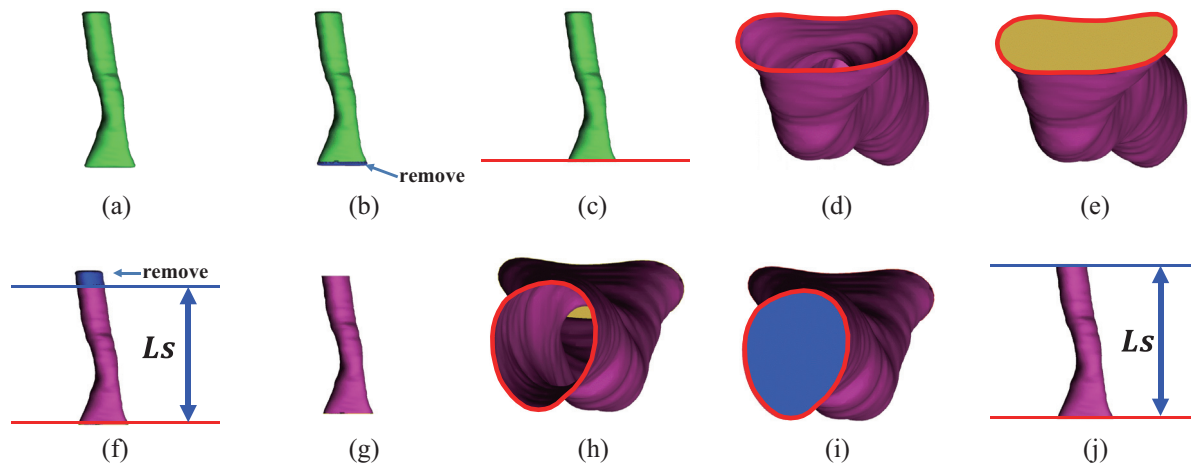 remove
(a)
(b)
(c)
(d)
(e)
remove
Ls
Ls
(f)
(g)
(h)
(i)
(j)